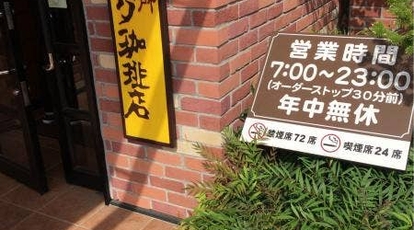 珈琲店
営業時間
7:00～23:00
(オーダーストップ30分前)
年中無休
禁煙席72席 喫煙席24席